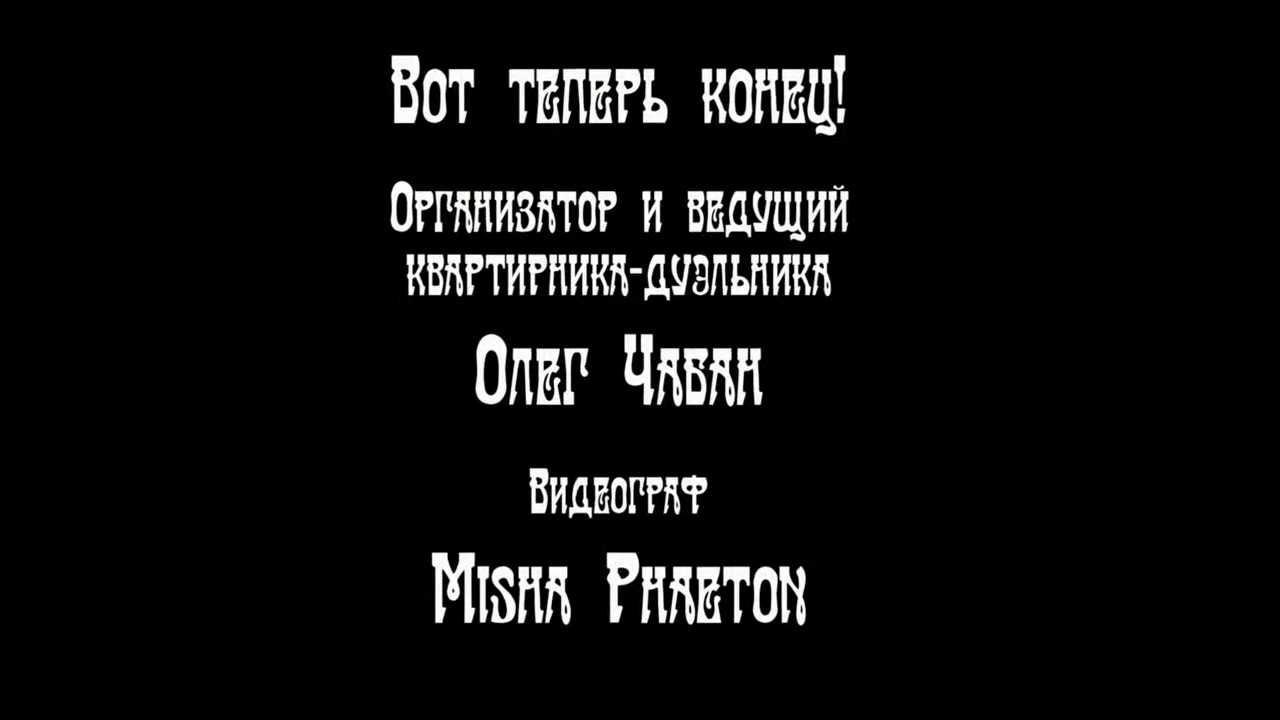 Вот теперь конец!
Организатор и ведущий
квартирника-дуэльника
Олег Чабан
Видеограф
Misha Phaeton